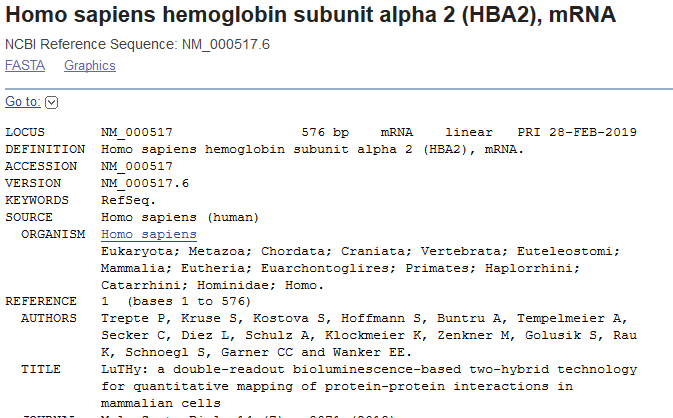 Homo sapiens hemoglobin subunit alpha 2 (HBA2), mRNA
NCBI Reference Sequence: NM_000517.6
FASTA Graphics
Go to:
LOCUS NM_000517 576 bp mRNA linear PRI 28-FEB-2019
DEFINITION Homo sapiens hemoglobin subunit alpha 2 (HBA2), mRNA.
ACCESSION NM_000517
VERSION NM_000517.6
KEYWORDS RefSeq.
SOURCE Homo sapiens (human)
ORGANISM Homo sapiens
Eukaryota; Metazoa; Chordata; Craniata; Vertebrata; Euteleostomi;
Mammalia; Eutheria; Euarchontoglires; Primates; Haplorrhini;
Catarrhini; Hominidae; Homo.
REFERENCE 1 (bases 1 to 576)
AUTHORS Trepte P, Kruse S, Kostova S, Hoffmann S, Buntru A, Tempelmeier A,
Secker C, Diez L, Schulz A, Klockmeier K, Zenkner M, Golusik S, Rau
K, Schnoegl S, Garner CC and Wanker EE.
TITLE LuTHy: a double-readout bioluminescence-based two-hybrid technology
for quantitative mapping of protein-protein interactions in
mammalian cells